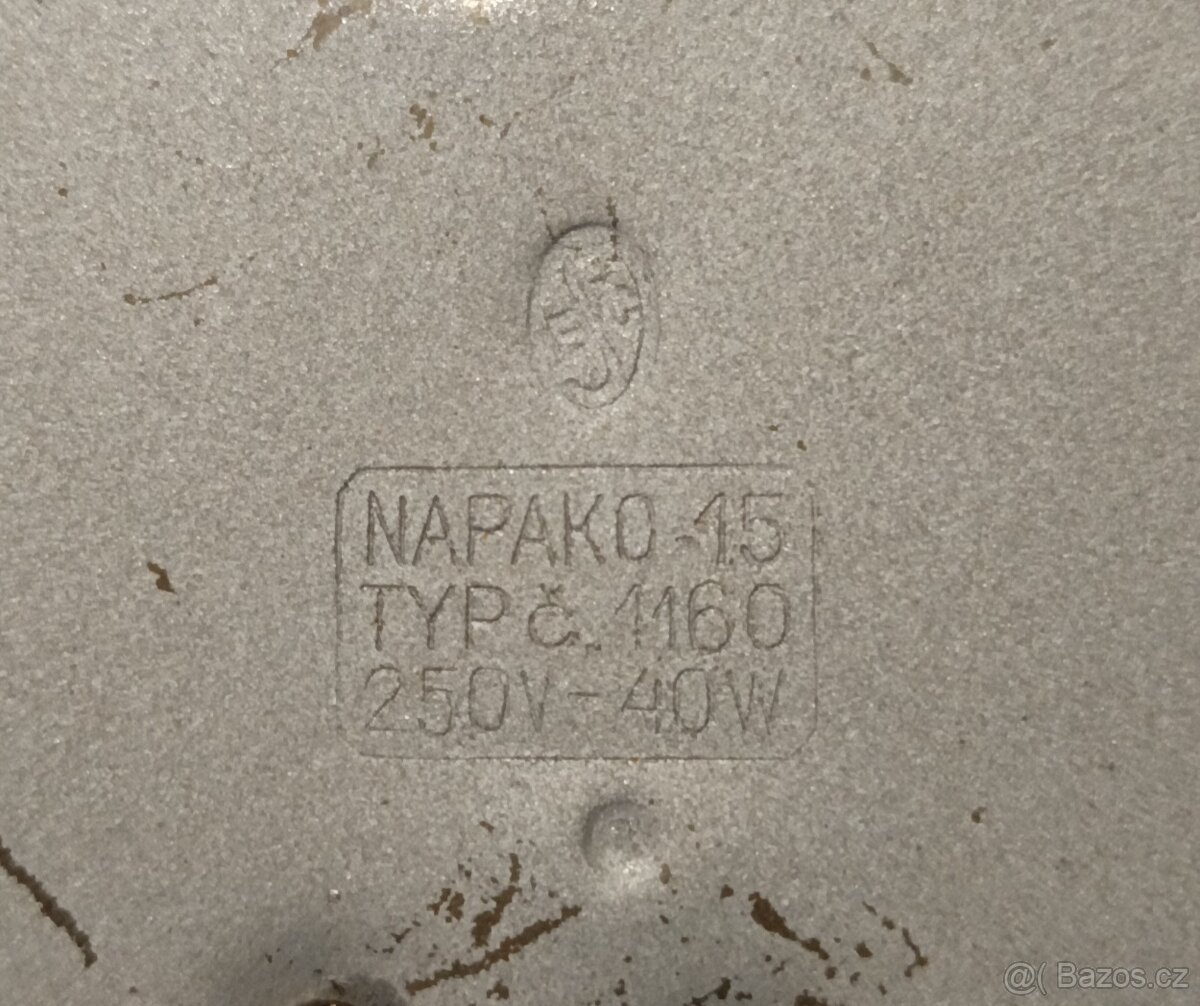 NAPAKO 15
TYP č. 1160
250V - 40W
@( Bazos.cz